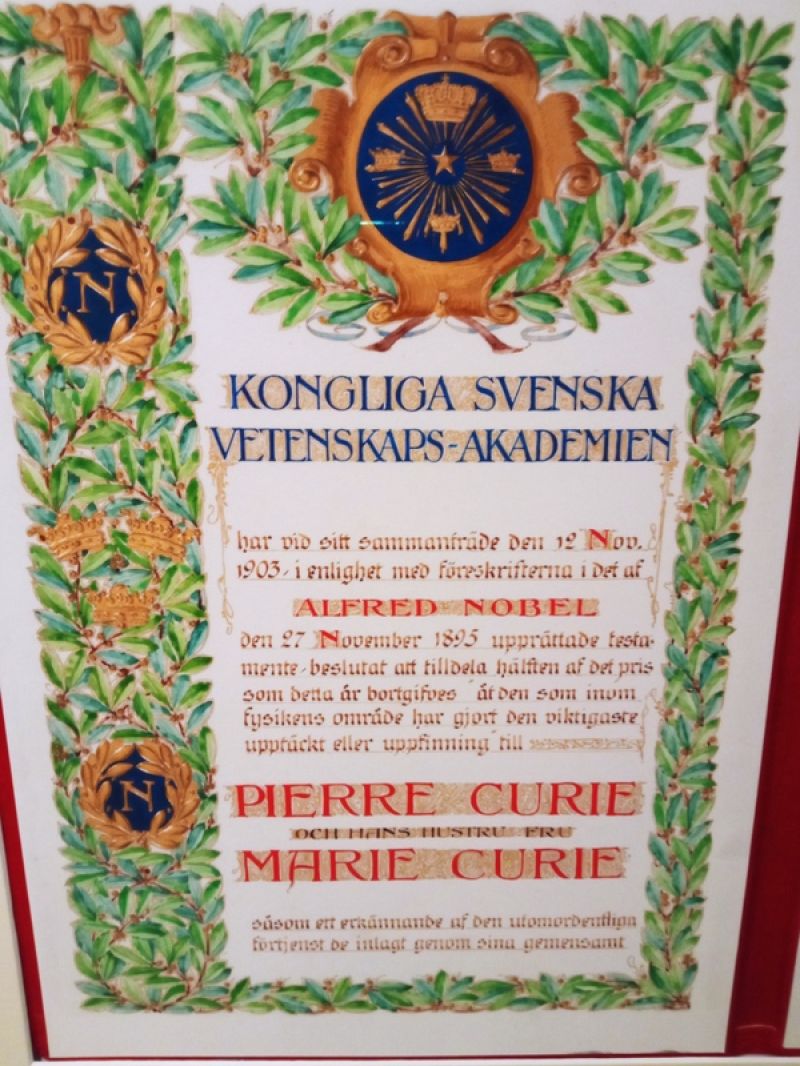 N
KONGLIGA SVENSKA
VETENSKAPS-AKADEMIEN
har vid sitt sammanträde den 12 Nov.
1903, i enlighet med föreskrifterna i det af
ALFRED NOBEL
den 27 November 1895 upprättade testa-
mente, beslutat att tilldela hälften af det pris
som detta år bortgifves "åt den som inom
fysikens område har gjort den viktigaste
upptäckt eller uppfinning" till
N
PIERRE CURIE
OCH HANS HUSTRU FRU
MARIE CURIE
såsom ett erkännande af den utomordentliga
förtjenst de inlagt genom sina gemensamt